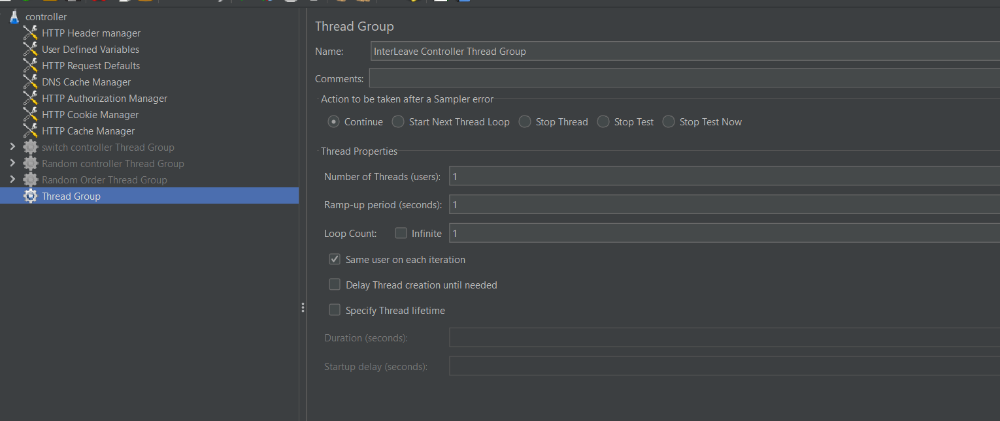 controller
HTTP Header manager
User Defined Variables
HTTP Request Defaults
DNS Cache Manager
HTTP Authorization Manager
HTTP Cookie Manager
HTTP Cache Manager
switch controller Thread Group
Random controller Thread Group
Random Order Thread Group
Thread Group
Thread Group
Name: InterLeave Controller Thread Group
Comments:
Action to be taken after a Sampler error
Continue Start Next Thread Loop Stop Thread Stop Test Stop Test Now
Thread Properties
Number of Threads (users): 1
Ramp-up period (seconds): 1
Loop Count: Infinite 1
Same user on each iteration
Delay Thread creation until needed
Specify Thread lifetime
Duration (seconds):
Startup delay (seconds):